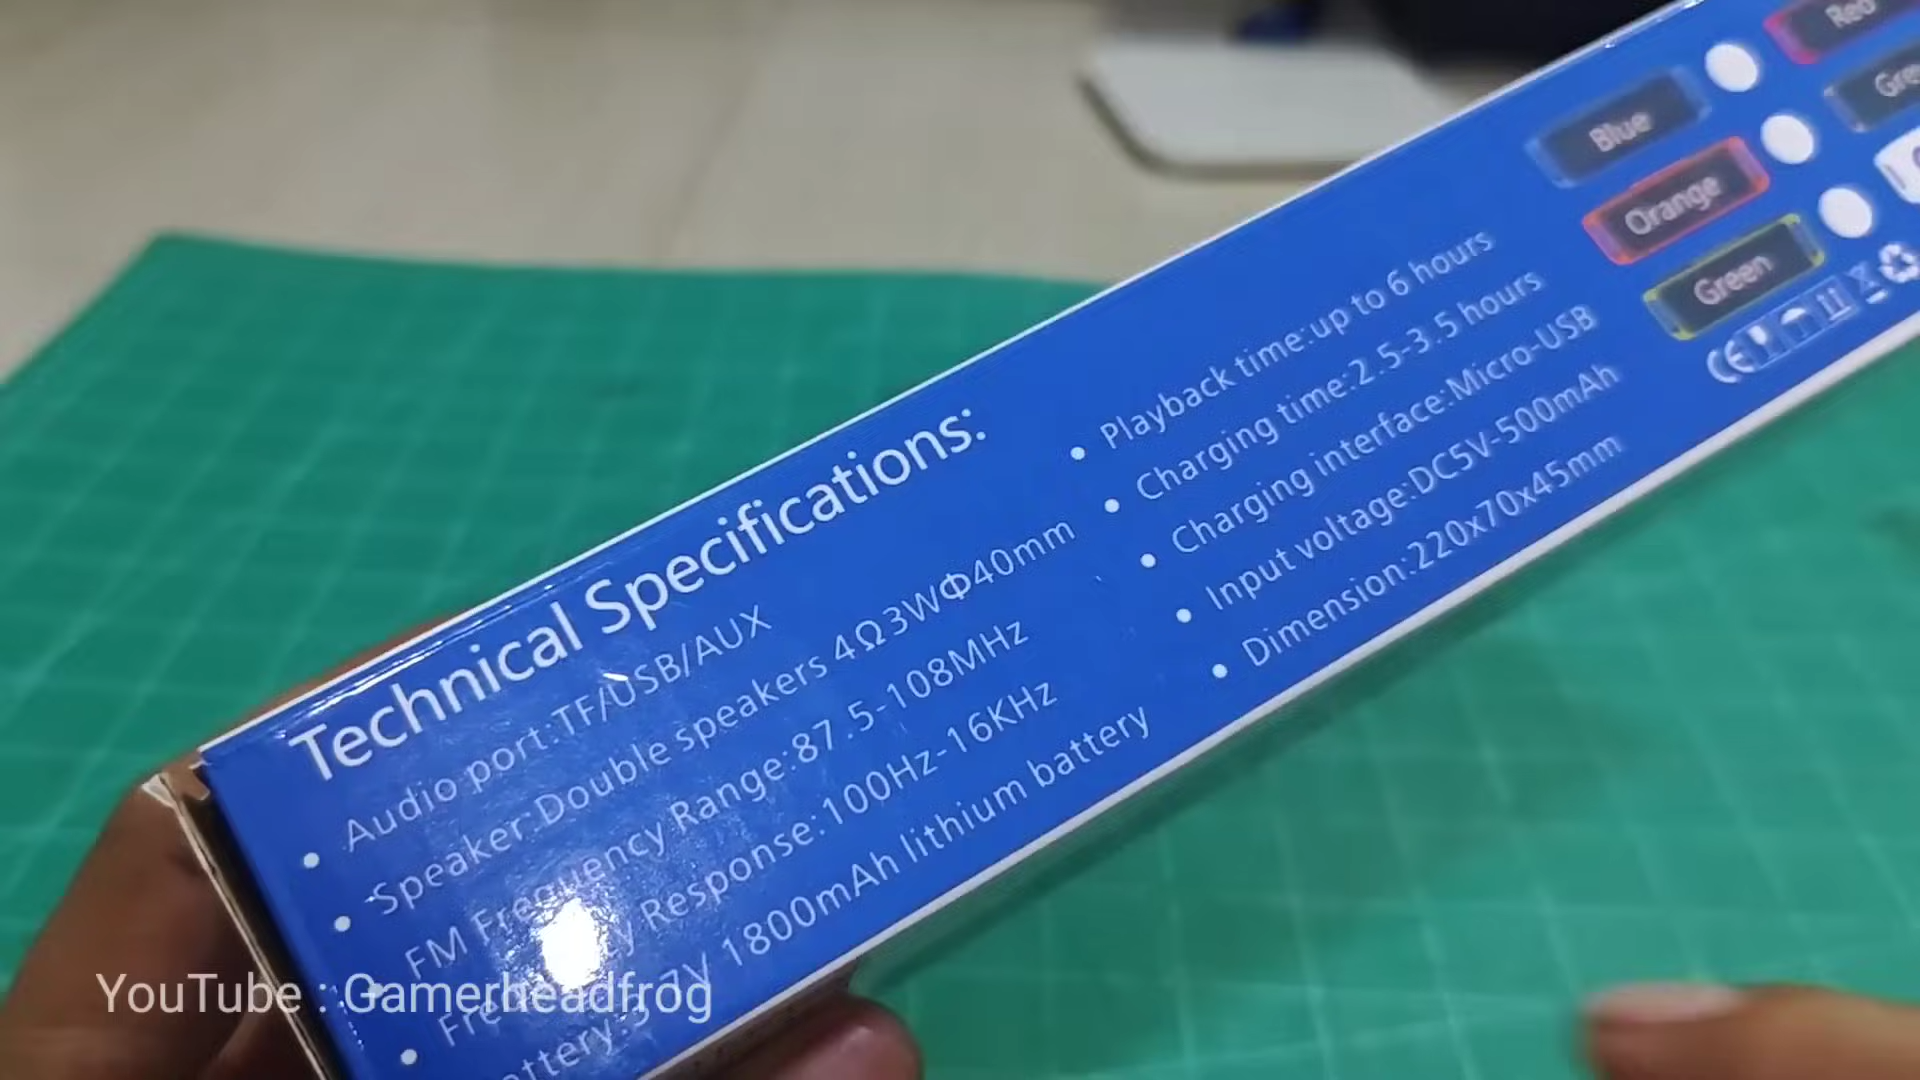 Technical Specifications:
Audio port:TF/USB/AUX
Speaker:Double speakers 4Ω3WΦ40mm
FM Frequency Range:87.5-108MHz
Response:100Hz-16KHz
1800mAh lithium battery
Playback time:up to 6 hours
Charging time:2.5-3.5 hours
Charging interface:Micro-USB
Input voltage:DC5V-500mAh
Dimension:220x70x45mm
Blue
Orange
Green
Red
CE
YouTube : Gamerheadfrog